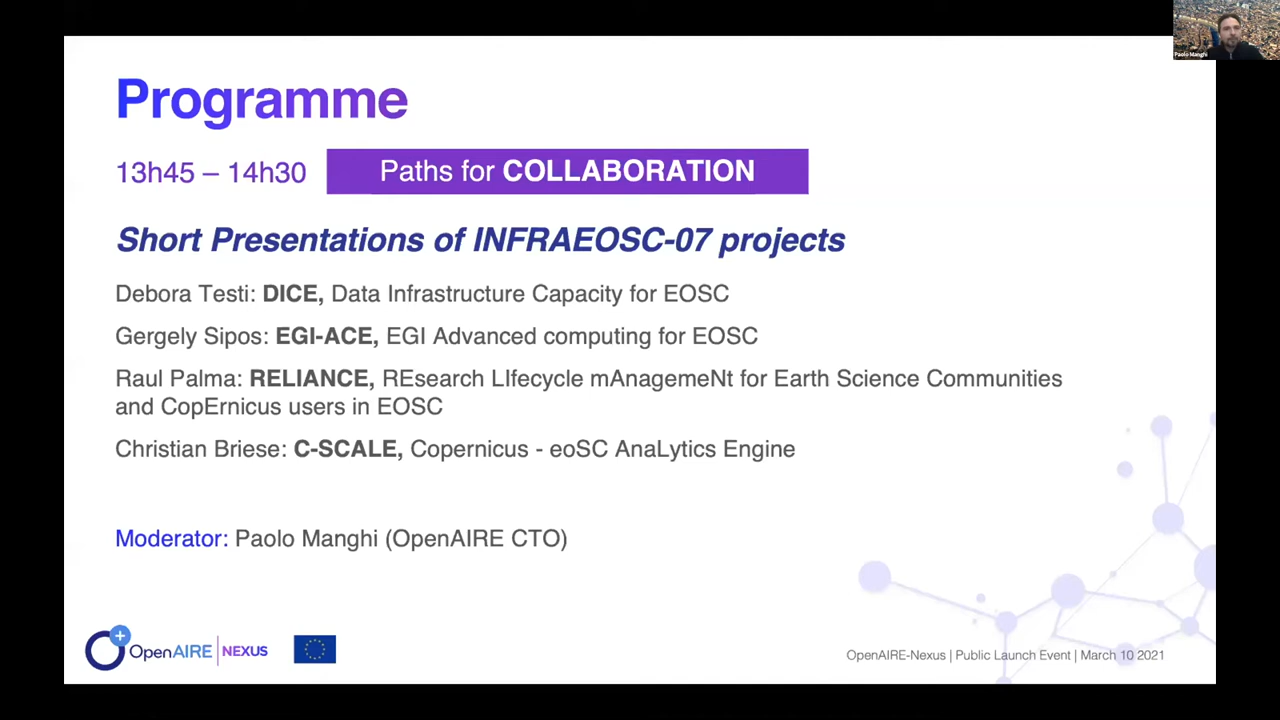 Paolo Manghi
Programme
13h45 – 14h30
Paths for COLLABORATION
Short Presentations of INFRAEOSC-07 projects
Debora Testi: DICE, Data Infrastructure Capacity for EOSC
Gergely Sipos: EGI-ACE, EGI Advanced computing for EOSC
Raul Palma: RELIANCE, REsearch LIfecycle mAnagemeNt for Earth Science Communities
and CopErnicus users in EOSC
Christian Briese: C-SCALE, Copernicus - eoSC AnaLytics Engine
Moderator: Paolo Manghi (OpenAIRE CTO)
OpenAIRE | NEXUS
OpenAIRE-Nexus | Public Launch Event | March 10 2021